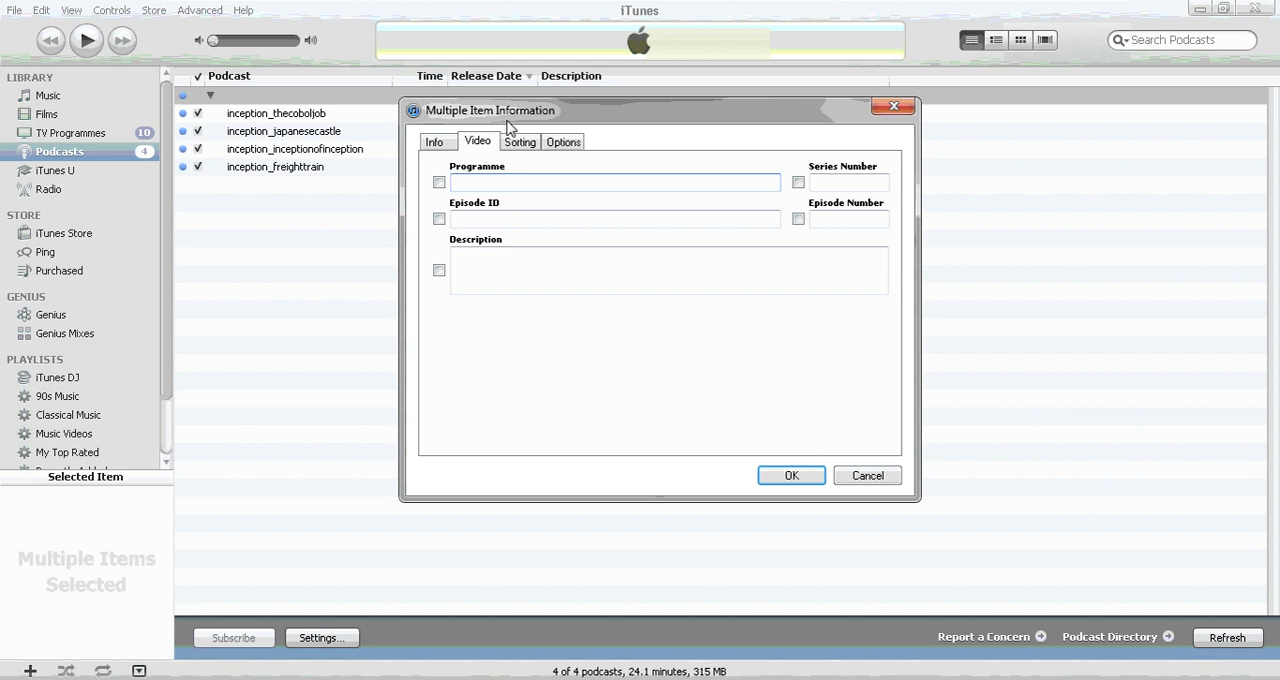 File Edit View Controls Store Advanced Help
iTunes
Search Podcasts
LIBRARY
Music
Films
TV Programmes 10
Podcasts 4
iTunes U
Radio
STORE
iTunes Store
Ping
Purchased
GENIUS
Genius
Genius Mixes
PLAYLISTS
iTunes DJ
90s Music
Classical Music
Music Videos
My Top Rated
Selected Item
Multiple Items
Selected
Podcast Time Release Date Description
inception_thecoboljob
inception_japanesecastle
inception_inceptionofinception
inception_freighttrain
Multiple Item Information
Info Video Sorting Options
Programme Series Number
Episode ID Episode Number
Description
OK Cancel
Subscribe Settings... Report a Concern Podcast Directory Refresh
4 of 4 podcasts, 24.1 minutes, 315 MB